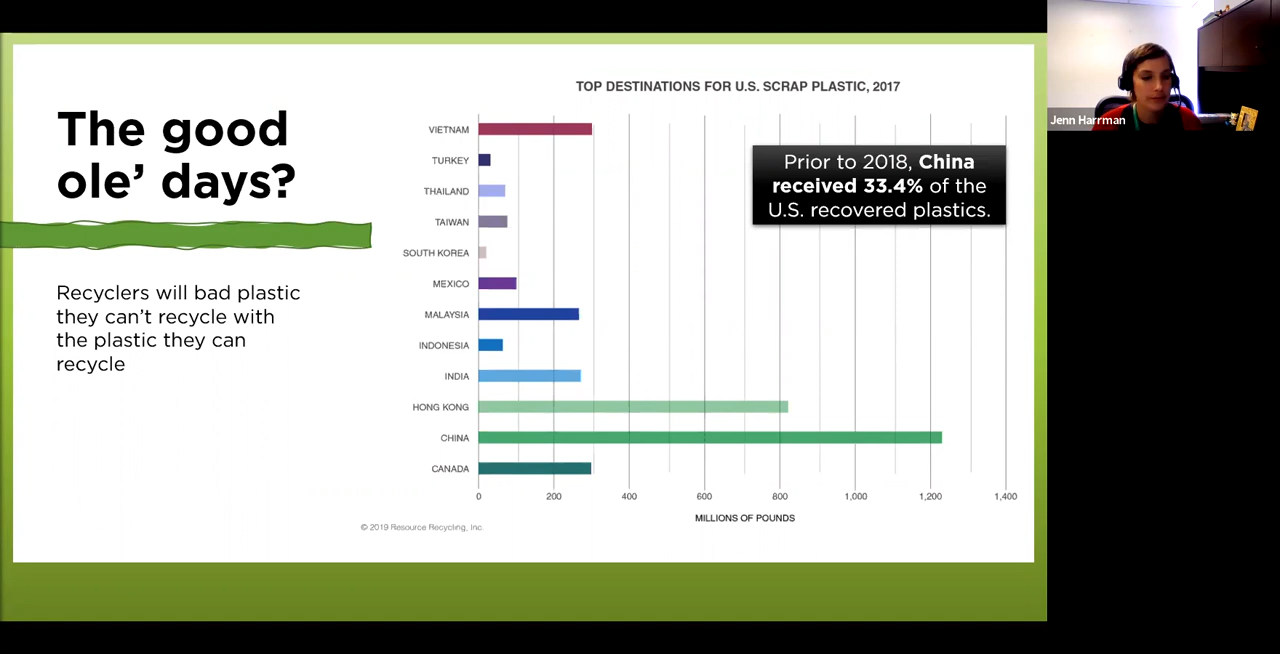 The good
ole’ days?
Recyclers will bad plastic
they can’t recycle with
the plastic they can
recycle
TOP DESTINATIONS FOR U.S. SCRAP PLASTIC, 2017
Prior to 2018, China
received 33.4% of the
U.S. recovered plastics.
VIETNAM
TURKEY
THAILAND
TAIWAN
SOUTH KOREA
MEXICO
MALAYSIA
INDONESIA
INDIA
HONG KONG
CHINA
CANADA
0 200 400 600 800 1,000 1,200 1,400
MILLIONS OF POUNDS
© 2019 Resource Recycling, Inc.
Jenn Harrman